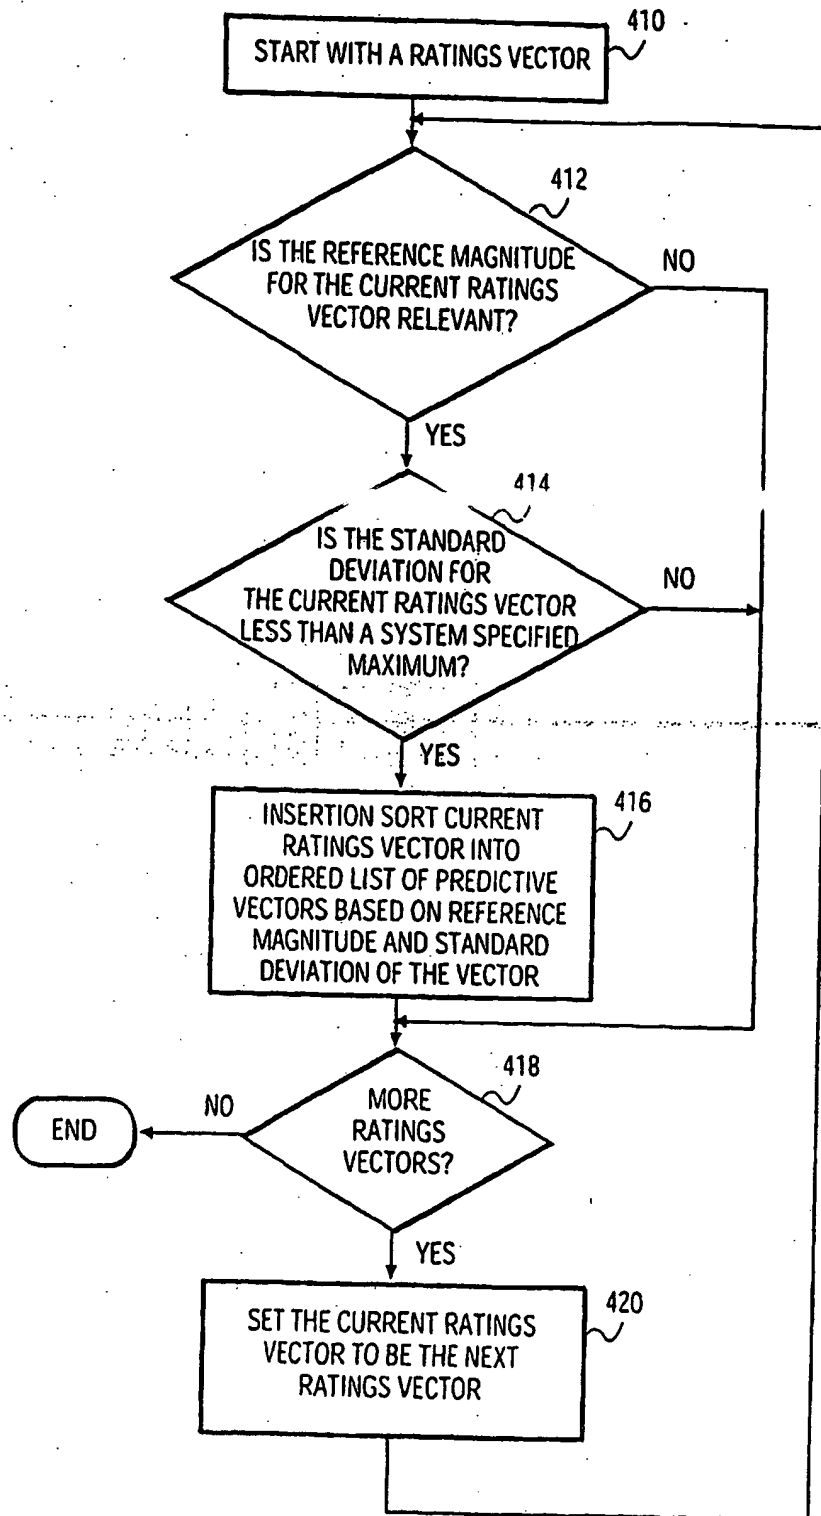 410
START WITH A RATINGS VECTOR
412
IS THE REFERENCE MAGNITUDE
FOR THE CURRENT RATINGS
VECTOR RELEVANT?
NO
YES
414
IS THE STANDARD
DEVIATION FOR
THE CURRENT RATINGS VECTOR
LESS THAN A SYSTEM SPECIFIED
MAXIMUM?
NO
YES
416
INSERTION SORT CURRENT
RATINGS VECTOR INTO
ORDERED LIST OF PREDICTIVE
VECTORS BASED ON REFERENCE
MAGNITUDE AND STANDARD
DEVIATION OF THE VECTOR
418
MORE
RATINGS
VECTORS?
NO
END
YES
420
SET THE CURRENT RATINGS
VECTOR TO BE THE NEXT
RATINGS VECTOR